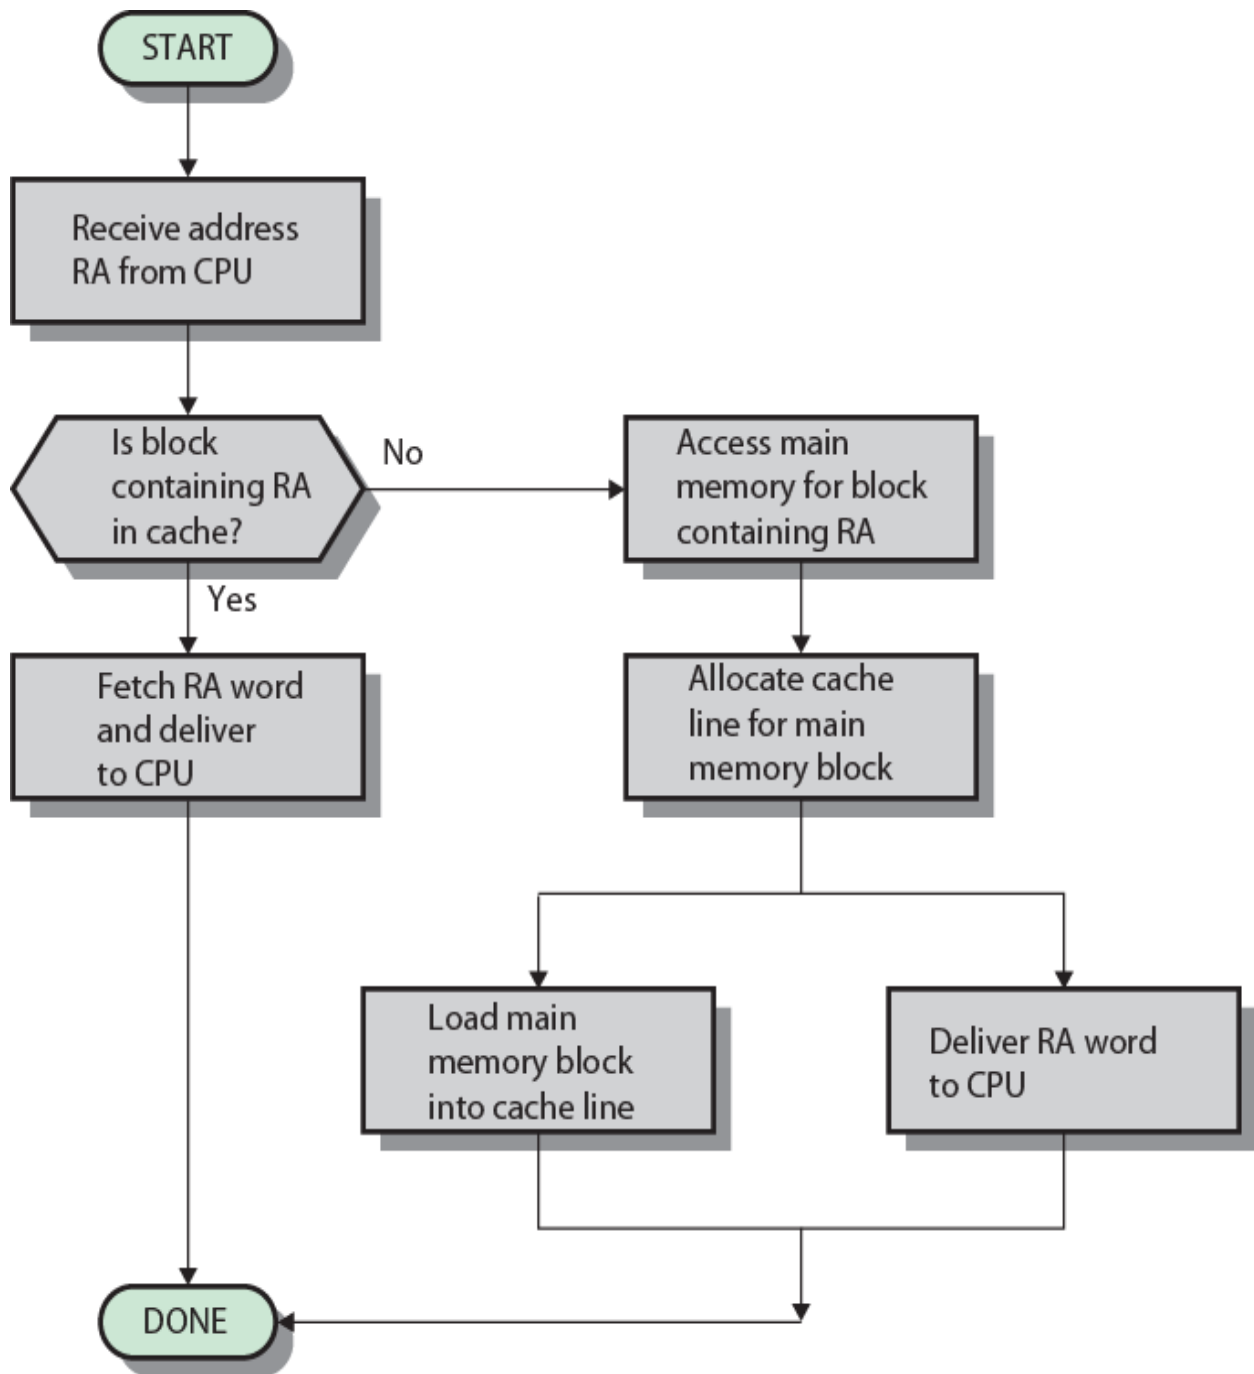 START
Receive address
RA from CPU
Is block
containing RA
in cache?
No
Access main
memory for block
containing RA
Yes
Fetch RA word
and deliver
to CPU
Allocate cache
line for main
memory block
Load main
memory block
into cache line
Deliver RA word
to CPU
DONE